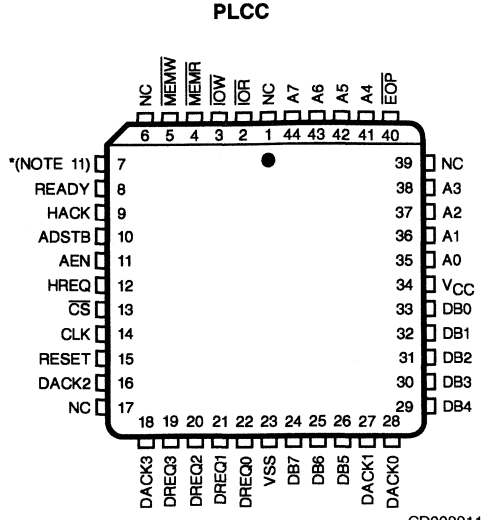 PLCC
NC MEMW MEMR IOW IOR NC A7 A6 A5 A4 EOP
6 5 4 3 2 1 44 43 42 41 40
*(NOTE 11) 7 39 NC
READY 8 38 A3
HACK 9 37 A2
ADSTB 10 36 A1
AEN 11 35 A0
HREQ 12 34 VCC
CS 13 33 DB0
CLK 14 32 DB1
RESET 15 31 DB2
DACK2 16 30 DB3
NC 17 29 DB4
18 19 20 21 22 23 24 25 26 27 28
DACK3 DREQ3 DREQ2 DREQ1 DREQ0 VSS DB7 DB6 DB5 DACK1 DACK0